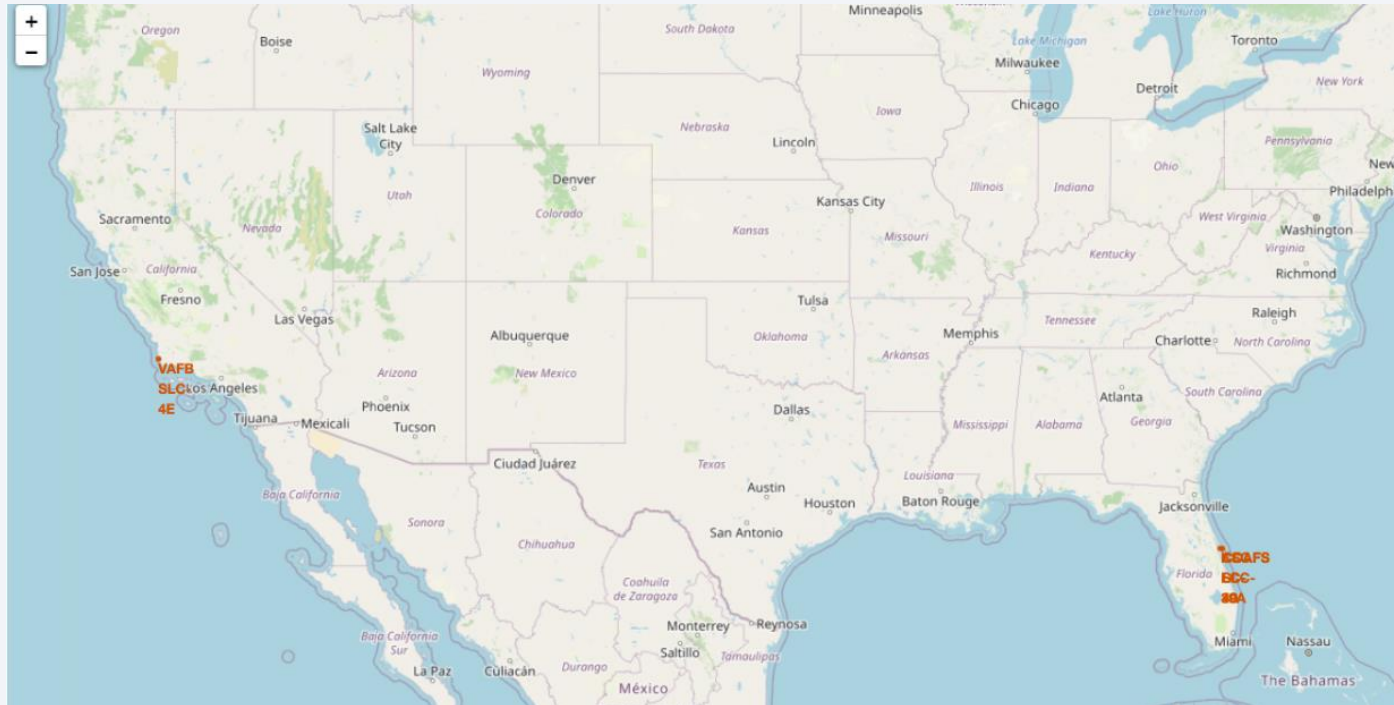 +
−
Minneapolis
Lake Huron
Oregon
Boise
South Dakota
Lake Michigan
Toronto
Milwaukee
Wyoming
Detroit
New York
Chicago
Salt Lake
City
Nebraska
Iowa
Lincoln
Pennsylvania
Ohio
New
Utah
Denver
Illinois
Indiana
Philadelph
Kansas City
Sacramento
Nevada
Colorado
Kansas
Missouri
West Virginia
Washington
Virginia
San Jose
California
Kentucky
Richmond
Fresno
Las Vegas
Tulsa
Raleigh
Albuquerque
Oklahoma
Tennessee
Memphis
Charlotte
North Carolina
VAFB
Arizona
New Mexico
Arkansas
SLC-
Los Angeles
4E
Phoenix
Dallas
Atlanta
South Carolina
Tijuana
Mexicali
Tucson
Mississippi
Alabama
Georgia
Ciudad Juárez
Texas
Louisiana
Baja California
Austin
Houston
Baton Rouge
Jacksonville
Sonora
San Antonio
Chihuahua
Florida
Coahuila
de Zaragoza
Monterrey
Reynosa
Baja California
Sur
Saltillo
Tamaulipas
Miami
Nassau
La Paz
Culiacán
Durango
México
The Bahamas